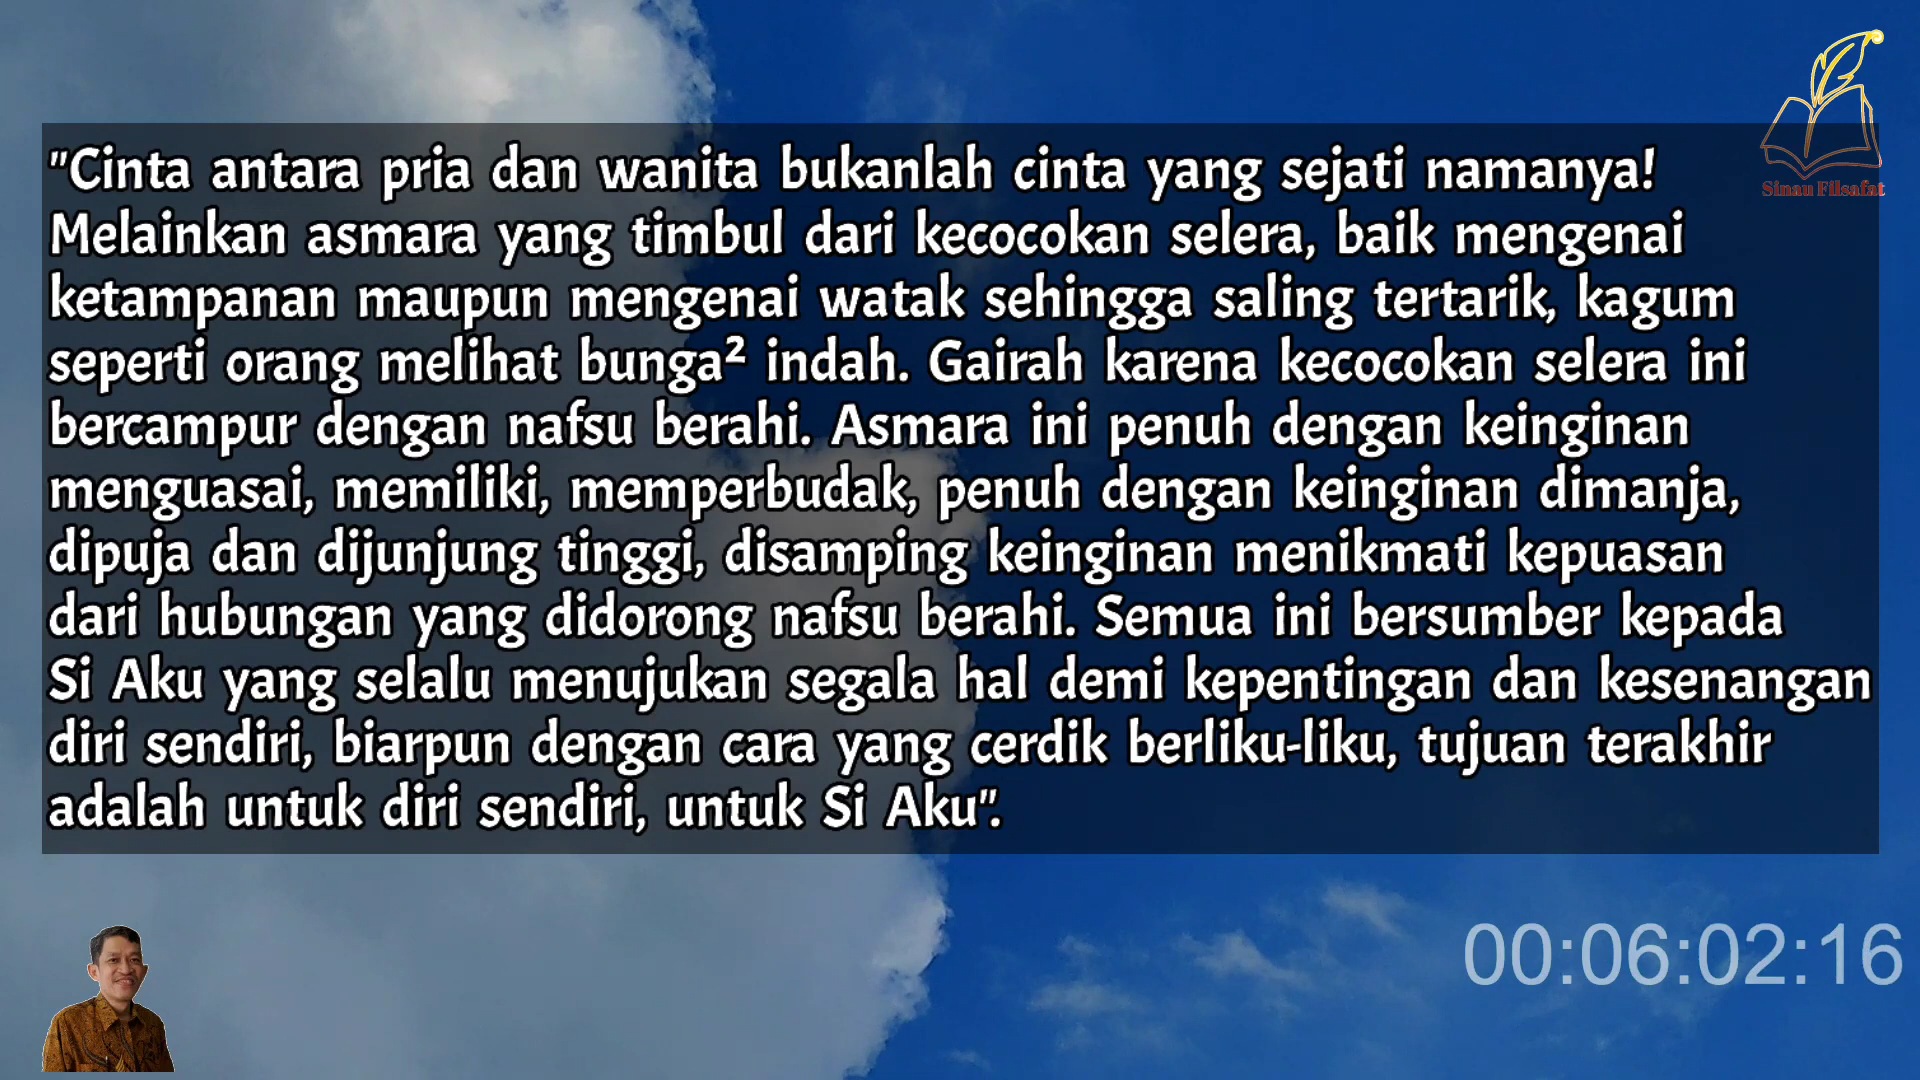 "Cinta antara pria dan wanita bukanlah cinta yang sejati namanya!
Melainkan asmara yang timbul dari kecocokan selera, baik mengenai
ketampanan maupun mengenai watak sehingga saling tertarik, kagum
seperti orang melihat bunga² indah. Gairah karena kecocokan selera ini
bercampur dengan nafsu berahi. Asmara ini penuh dengan keinginan
menguasai, memiliki, memperbudak, penuh dengan keinginan dimanja,
dipuja dan dijunjung tinggi, disamping keinginan menikmati kepuasan
dari hubungan yang didorong nafsu berahi. Semua ini bersumber kepada
Si Aku yang selalu menujukan segala hal demi kepentingan dan kesenangan
diri sendiri, biarpun dengan cara yang cerdik berliku-liku, tujuan terakhir
adalah untuk diri sendiri, untuk Si Aku".
Sinau Filsafat
00:06:02:16